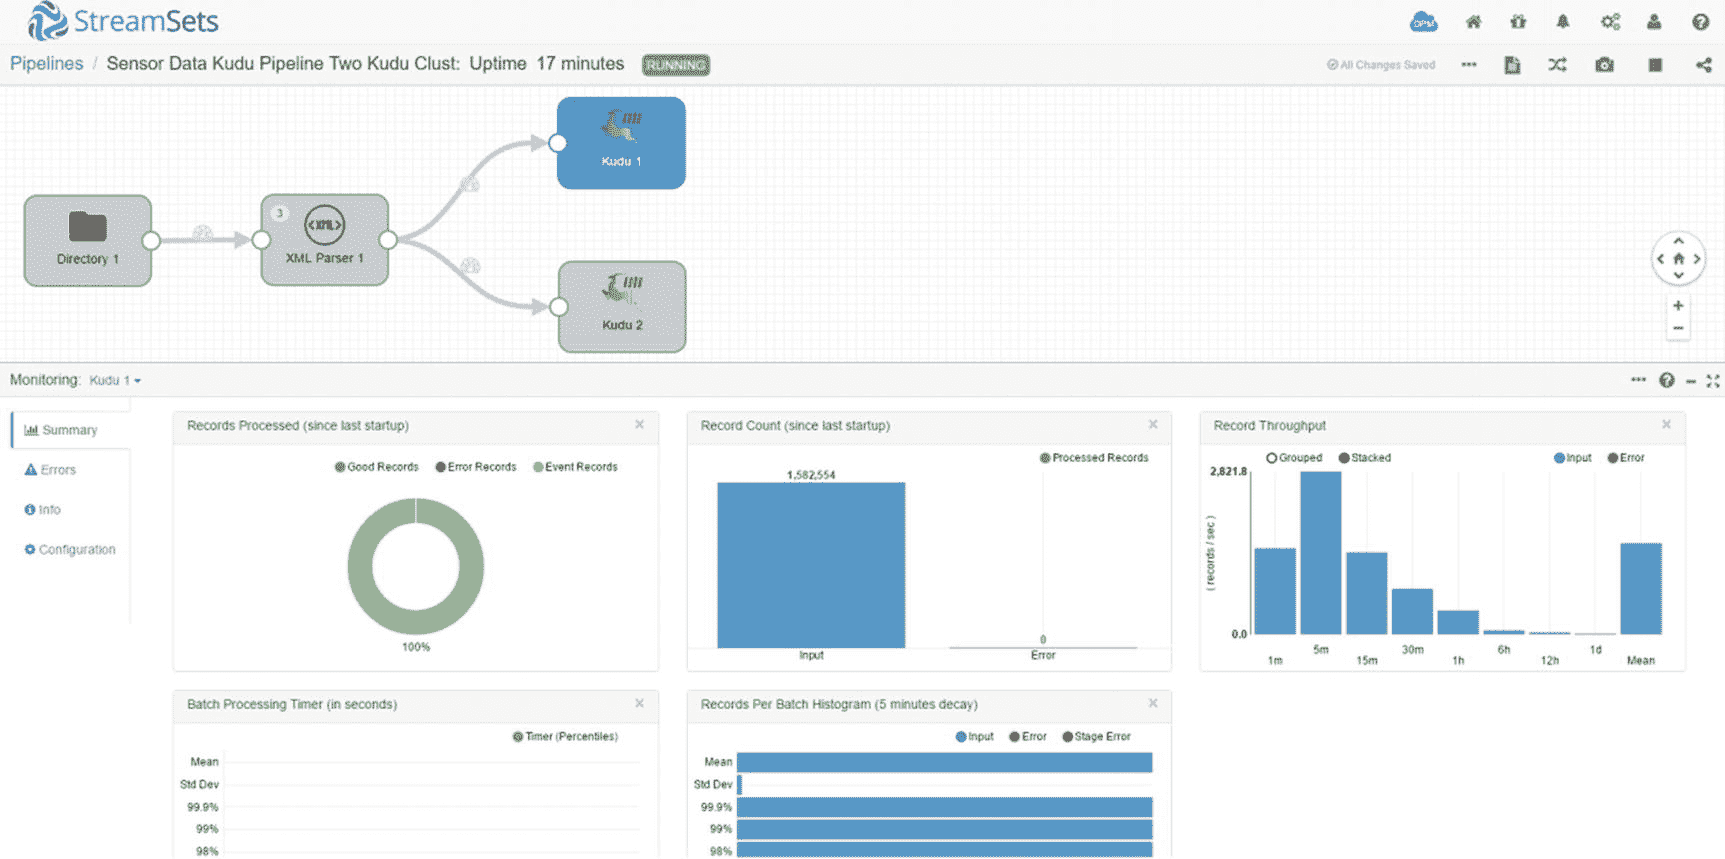 StreamSets
DPM
Pipelines / Sensor Data Kudu Pipeline Two Kudu Clust: Uptime 17 minutes RUNNING
All Changes Saved
Kudu 1
Directory 1
3
<XML>
XML Parser 1
Kudu 2
Monitoring: Kudu 1
Summary
Errors
Info
Configuration
Records Processed (since last startup)
Good Records Error Records Event Records
100%
Record Count (since last startup)
Processed Records
1,582,554
0
Input Error
Record Throughput
Grouped Stacked Input Error
2,821.8
( records / sec )
0.0
1m 5m 15m 30m 1h 6h 12h 1d Mean
Batch Processing Timer (in seconds)
Timer (Percentiles)
Mean
Std Dev
99.9%
99%
98%
Records Per Batch Histogram (5 minutes decay)
Input Error Stage Error
Mean
Std Dev
99.9%
99%
98%